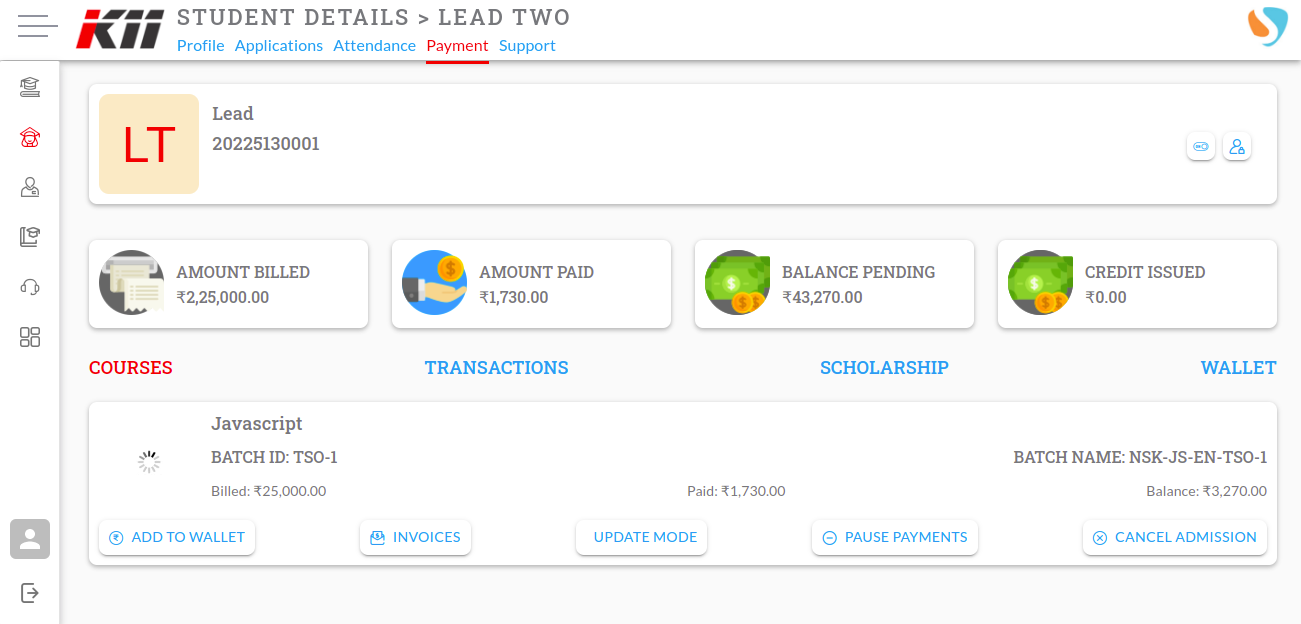 STUDENT DETAILS > LEAD TWO
KII
Profile Applications Attendance Payment Support
LT
Lead
20225130001
AMOUNT BILLED
₹2,25,000.00
AMOUNT PAID
₹1,730.00
BALANCE PENDING
₹43,270.00
CREDIT ISSUED
₹0.00
COURSES TRANSACTIONS SCHOLARSHIP WALLET
Javascript
BATCH ID: TSO-1 BATCH NAME: NSK-JS-EN-TSO-1
Billed: ₹25,000.00 Paid: ₹1,730.00 Balance: ₹3,270.00
ADD TO WALLET INVOICES UPDATE MODE PAUSE PAYMENTS CANCEL ADMISSION